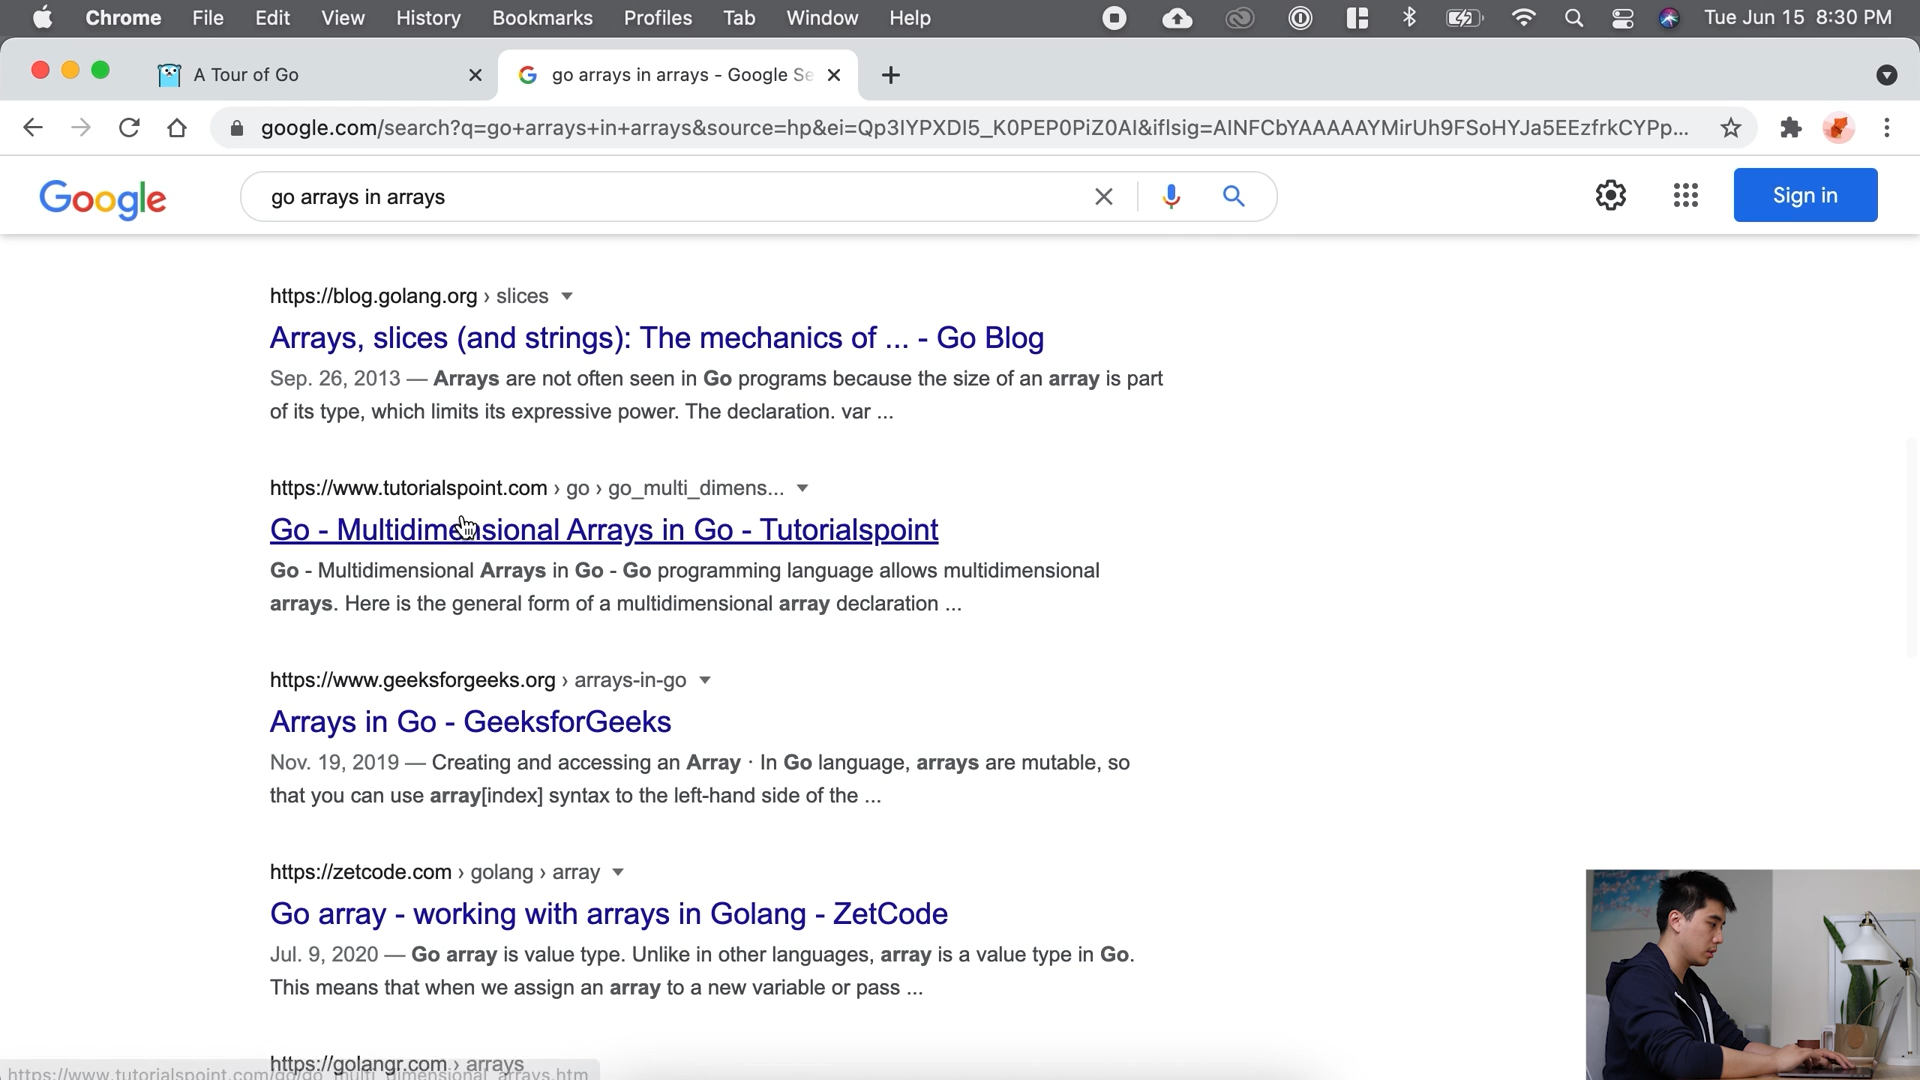 Chrome File Edit View History Bookmarks Profiles Tab Window Help Tue Jun 15 8:30 PM
A Tour of Go
go arrays in arrays - Google Se
google.com/search?q=go+arrays+in+arrays&source=hp&ei=Qp3IYPXDI5_K0PEP0PiZ0AI&iflsig=AINFCbYAAAAAYMirUh9FSoHYJa5EEzfrkCYPp...
Google
go arrays in arrays
Sign in
https://blog.golang.org › slices
Arrays, slices (and strings): The mechanics of ... - Go Blog
Sep. 26, 2013 — Arrays are not often seen in Go programs because the size of an array is part
of its type, which limits its expressive power. The declaration. var ...
https://www.tutorialspoint.com › go › go_multi_dimens...
Go - Multidimensional Arrays in Go - Tutorialspoint
Go - Multidimensional Arrays in Go - Go programming language allows multidimensional
arrays. Here is the general form of a multidimensional array declaration ...
https://www.geeksforgeeks.org › arrays-in-go
Arrays in Go - GeeksforGeeks
Nov. 19, 2019 — Creating and accessing an Array · In Go language, arrays are mutable, so
that you can use array[index] syntax to the left-hand side of the ...
https://zetcode.com › golang › array
Go array - working with arrays in Golang - ZetCode
Jul. 9, 2020 — Go array is value type. Unlike in other languages, array is a value type in Go.
This means that when we assign an array to a new variable or pass ...
https://golangr.com › arrays
https://www.tutorialspoint.com/go/go_multi_dimensional_arrays.htm